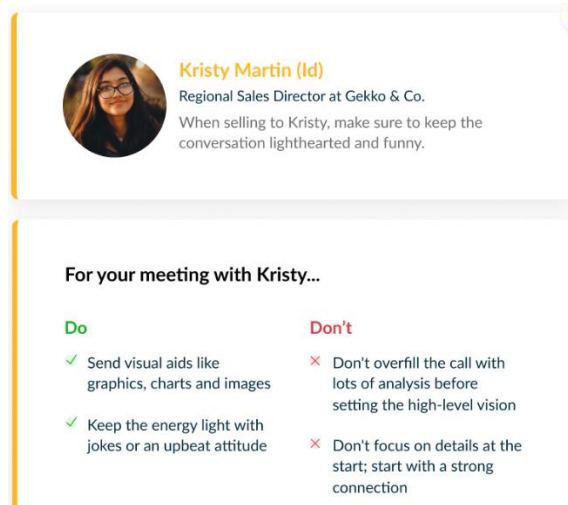 Kristy Martin (Id)
Regional Sales Director at Gekko & Co.
When selling to Kristy, make sure to keep the
conversation lighthearted and funny.
For your meeting with Kristy...
Do
Send visual aids like
graphics, charts and images
Keep the energy light with
jokes or an upbeat attitude
Don't
Don't overfill the call with
lots of analysis before
setting the high-level vision
Don't focus on details at the
start; start with a strong
connection